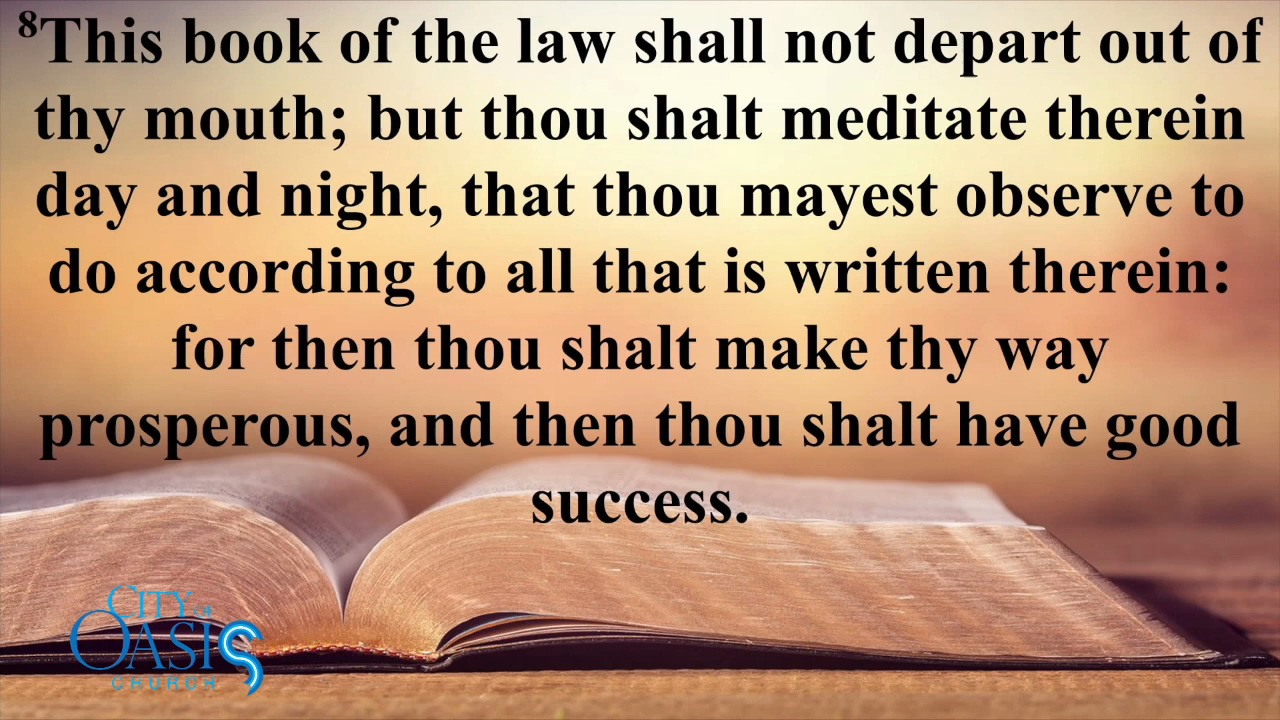 ⁸This book of the law shall not depart out of
thy mouth; but thou shalt meditate therein
day and night, that thou mayest observe to
do according to all that is written therein:
for then thou shalt make thy way
prosperous, and then thou shalt have good
success.
CITY OF
OASIS
CHURCH